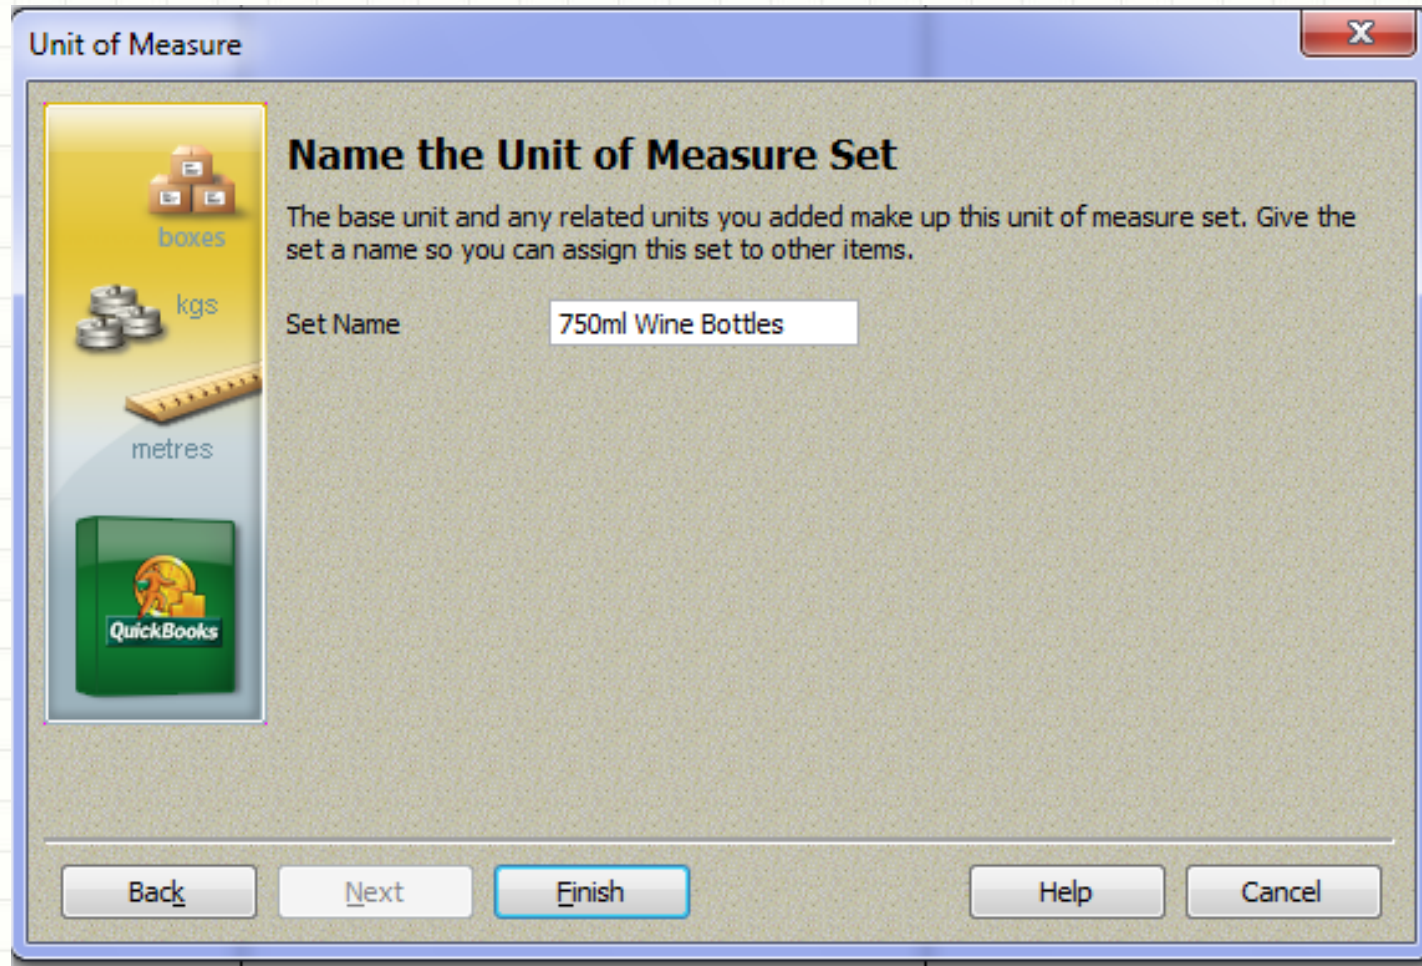 Unit of Measure
X
boxes
kgs
metres
QuickBooks
Name the Unit of Measure Set
The base unit and any related units you added make up this unit of measure set. Give the
set a name so you can assign this set to other items.
Set Name
750ml Wine Bottles
Back
Next
Finish
Help
Cancel